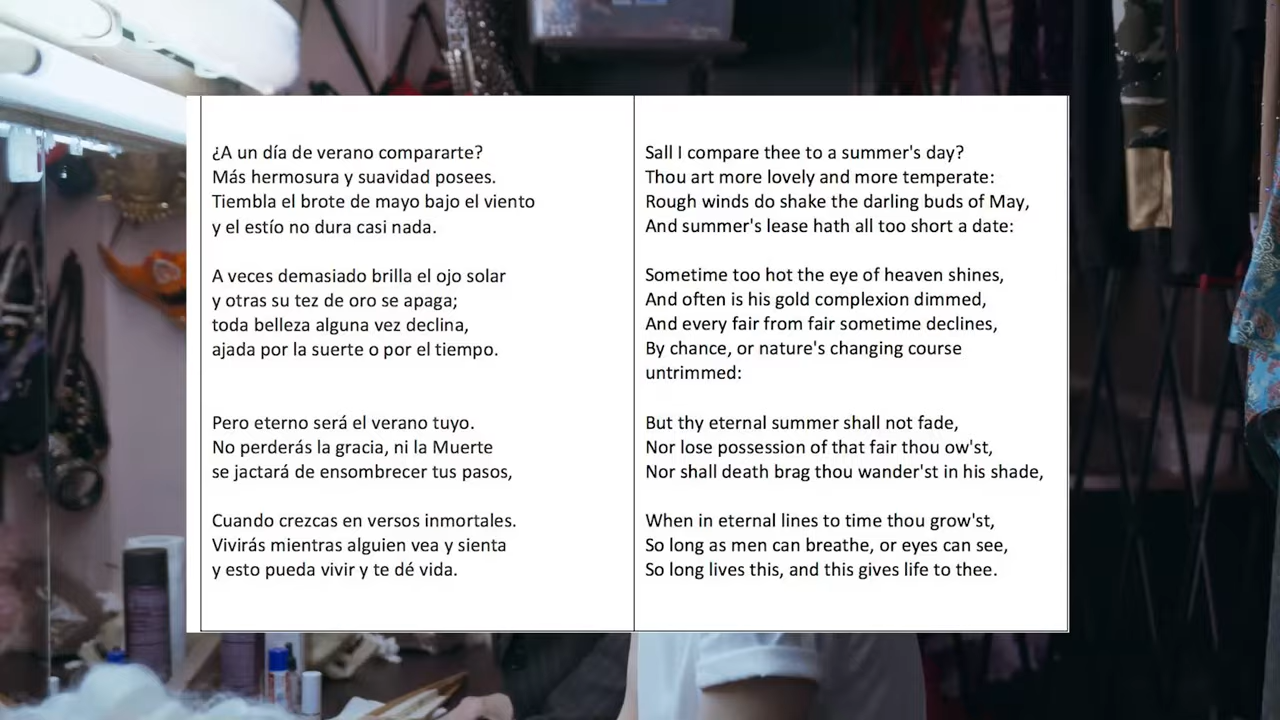 ¿A un día de verano compararte?
Más hermosura y suavidad posees.
Tiembla el brote de mayo bajo el viento
y el estío no dura casi nada.
A veces demasiado brilla el ojo solar
y otras su tez de oro se apaga;
toda belleza alguna vez declina,
ajada por la suerte o por el tiempo.
Pero eterno será el verano tuyo.
No perderás la gracia, ni la Muerte
se jactará de ensombrecer tus pasos,
Cuando crezcas en versos inmortales.
Vivirás mientras alguien vea y sienta
y esto pueda vivir y te dé vida.
Sall I compare thee to a summer's day?
Thou art more lovely and more temperate:
Rough winds do shake the darling buds of May,
And summer's lease hath all too short a date:
Sometime too hot the eye of heaven shines,
And often is his gold complexion dimmed,
And every fair from fair sometime declines,
By chance, or nature's changing course
untrimmed:
But thy eternal summer shall not fade,
Nor lose possession of that fair thou ow'st,
Nor shall death brag thou wander'st in his shade,
When in eternal lines to time thou grow'st,
So long as men can breathe, or eyes can see,
So long lives this, and this gives life to thee.